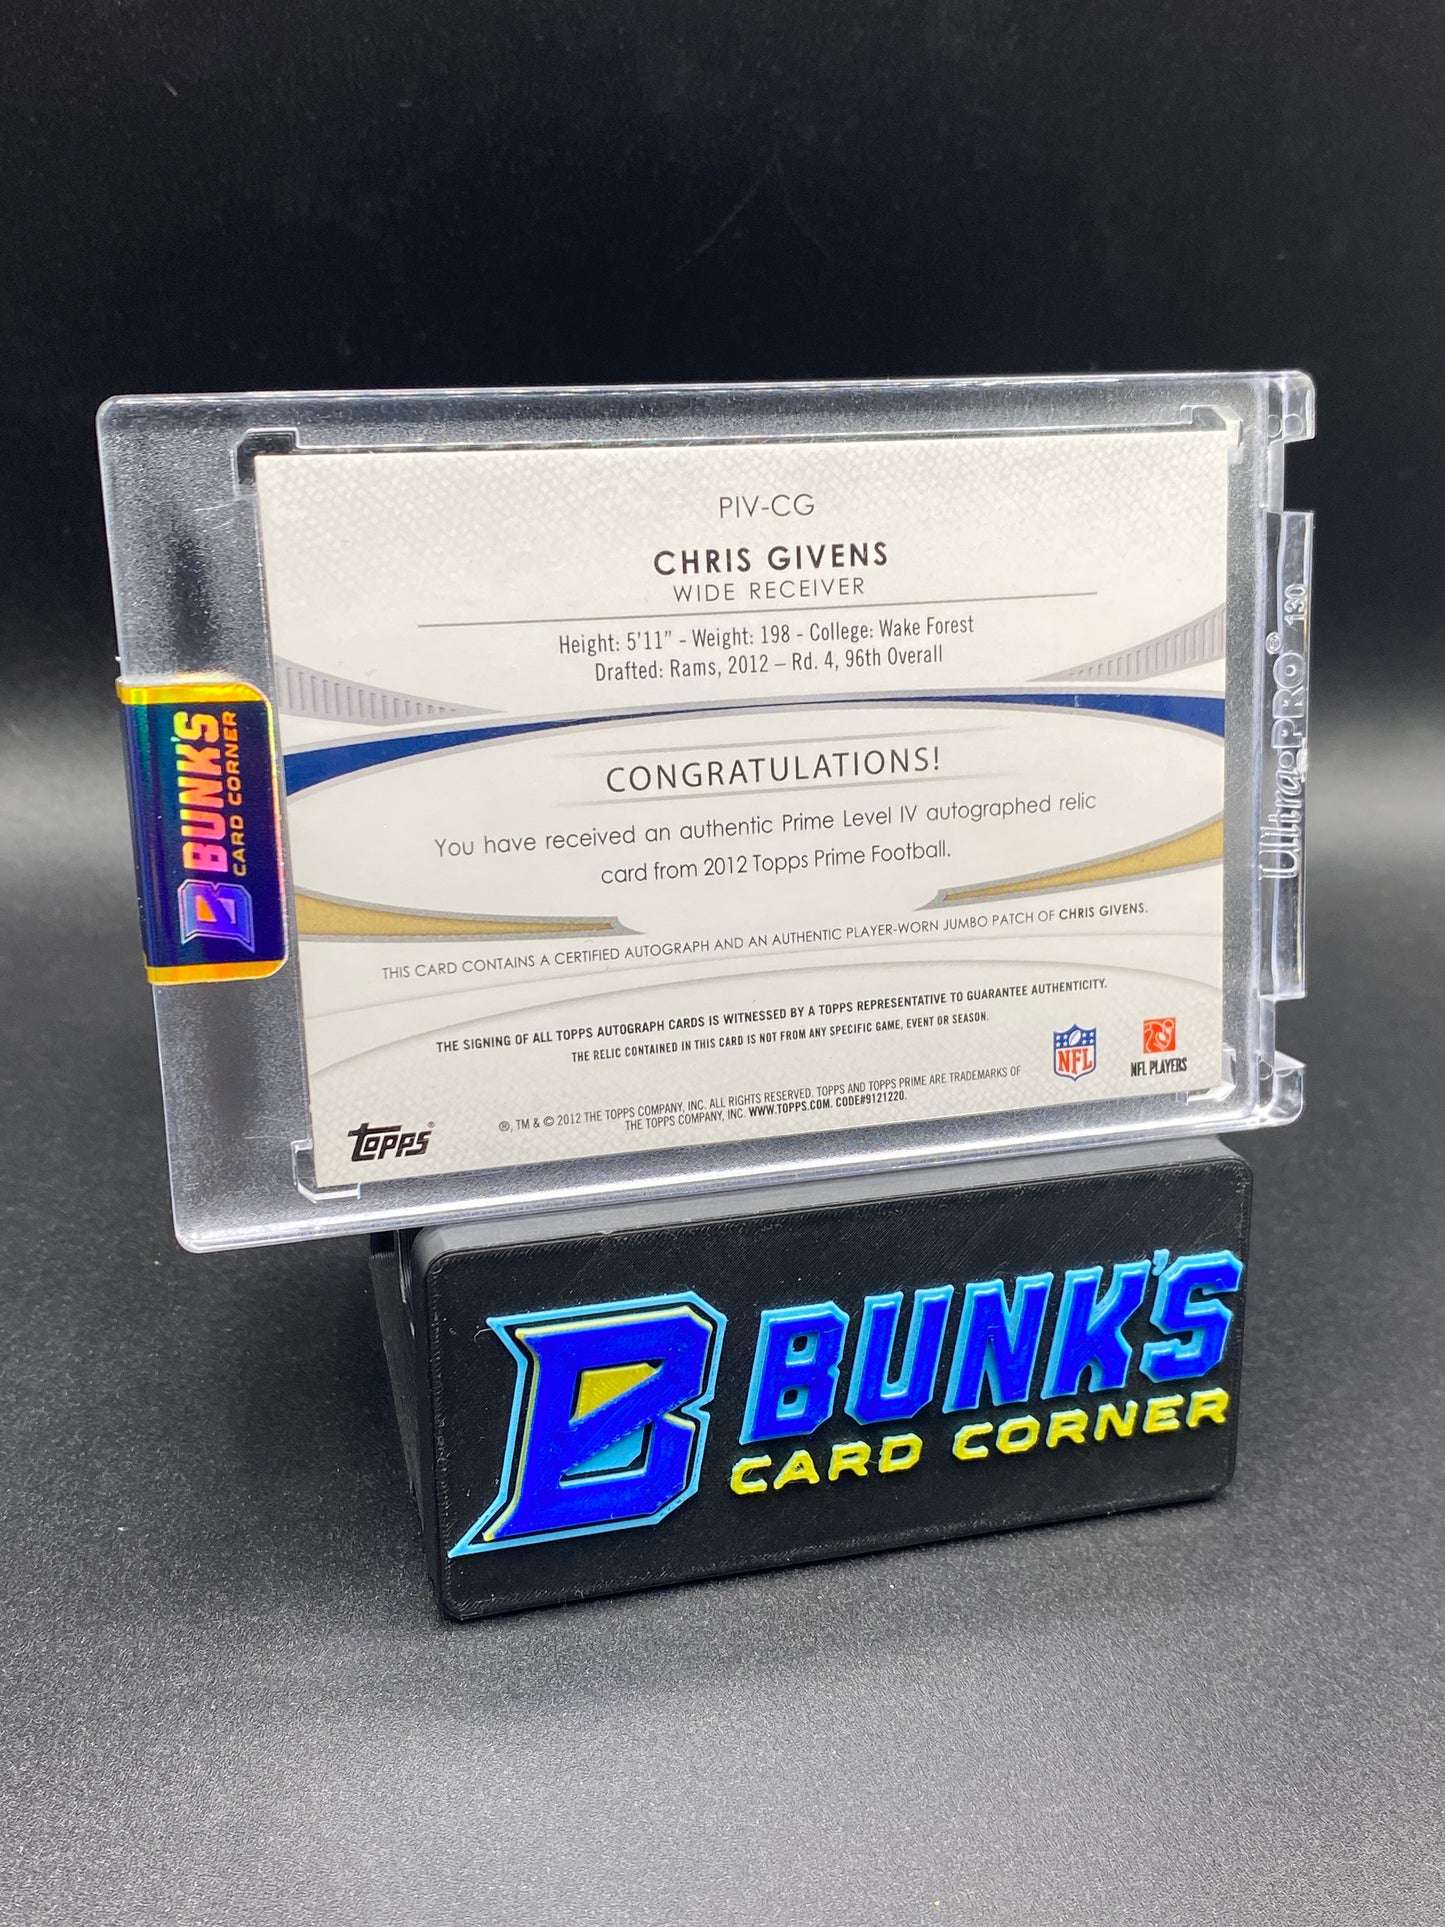 PIV-CG
CHRIS GIVENS
WIDE RECEIVER
Height: 5'11" - Weight: 198 - College: Wake Forest
Drafted: Rams, 2012 – Rd. 4, 96th Overall
CONGRATULATIONS!
You have received an authentic Prime Level IV autographed relic
card from 2012 Topps Prime Football.
THIS CARD CONTAINS A CERTIFIED AUTOGRAPH AND AN AUTHENTIC PLAYER-WORN JUMBO PATCH OF CHRIS GIVENS.
THE SIGNING OF ALL TOPPS AUTOGRAPH CARDS IS WITNESSED BY A TOPPS REPRESENTATIVE TO GUARANTEE AUTHENTICITY.
THE RELIC CONTAINED IN THIS CARD IS NOT FROM ANY SPECIFIC GAME, EVENT OR SEASON.
NFL
NFL PLAYERS
®, TM & © 2012 THE TOPPS COMPANY, INC. ALL RIGHTS RESERVED. TOPPS AND TOPPS PRIME ARE TRADEMARKS OF
THE TOPPS COMPANY, INC. WWW.TOPPS.COM. CODE#9121220.
TOPPS®
B BUNK'S
CARD CORNER
Ultra•PRO® 130
B BUNK'S
CARD CORNER